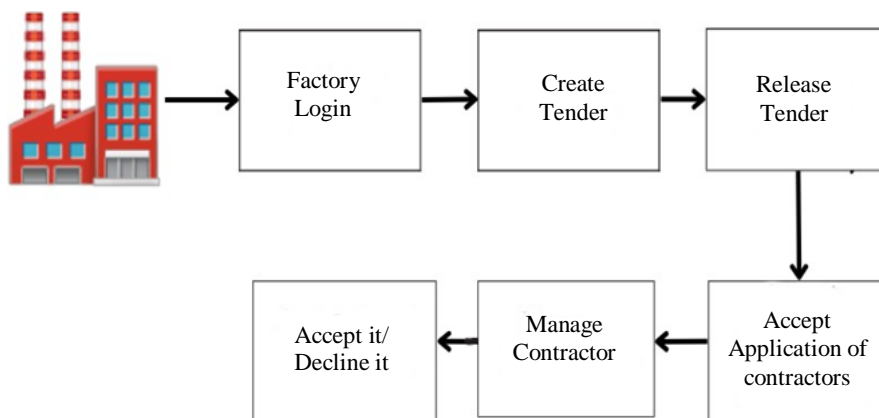 Factory
Login
Create
Tender
Release
Tender
Accept
Application of
contractors
Manage
Contractor
Accept it/
Decline it